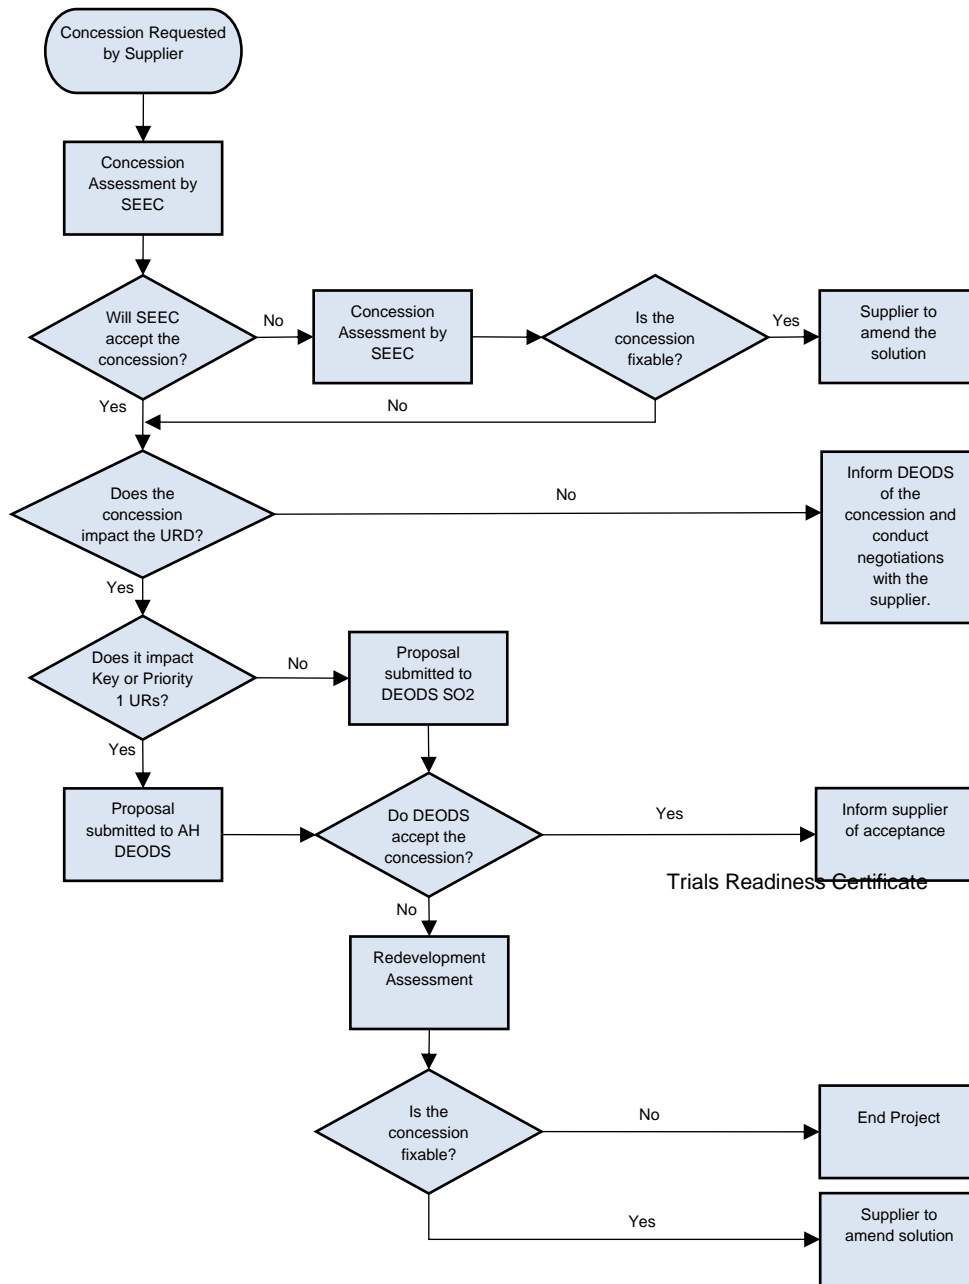 Concession Requested
by Supplier
Concession
Assessment by
SEEC
Will SEEC
accept the
concession?
No
Concession
Assessment by
SEEC
Is the
concession
fixable?
Yes
Supplier to
amend the
solution
Yes
No
Does the
concession
impact the URD?
No
Inform DEODS
of the
concession and
conduct
negotiations
with the
supplier.
Yes
Does it impact
Key or Priority
1 URs?
No
Proposal
submitted to
DEODS SO2
Yes
Proposal
submitted to AH
DEODS
Do DEODS
accept the
concession?
Yes
Inform supplier
of acceptance
Trials Readiness Certificate
No
Redevelopment
Assessment
Is the
concession
fixable?
No
End Project
Yes
Supplier to
amend solution